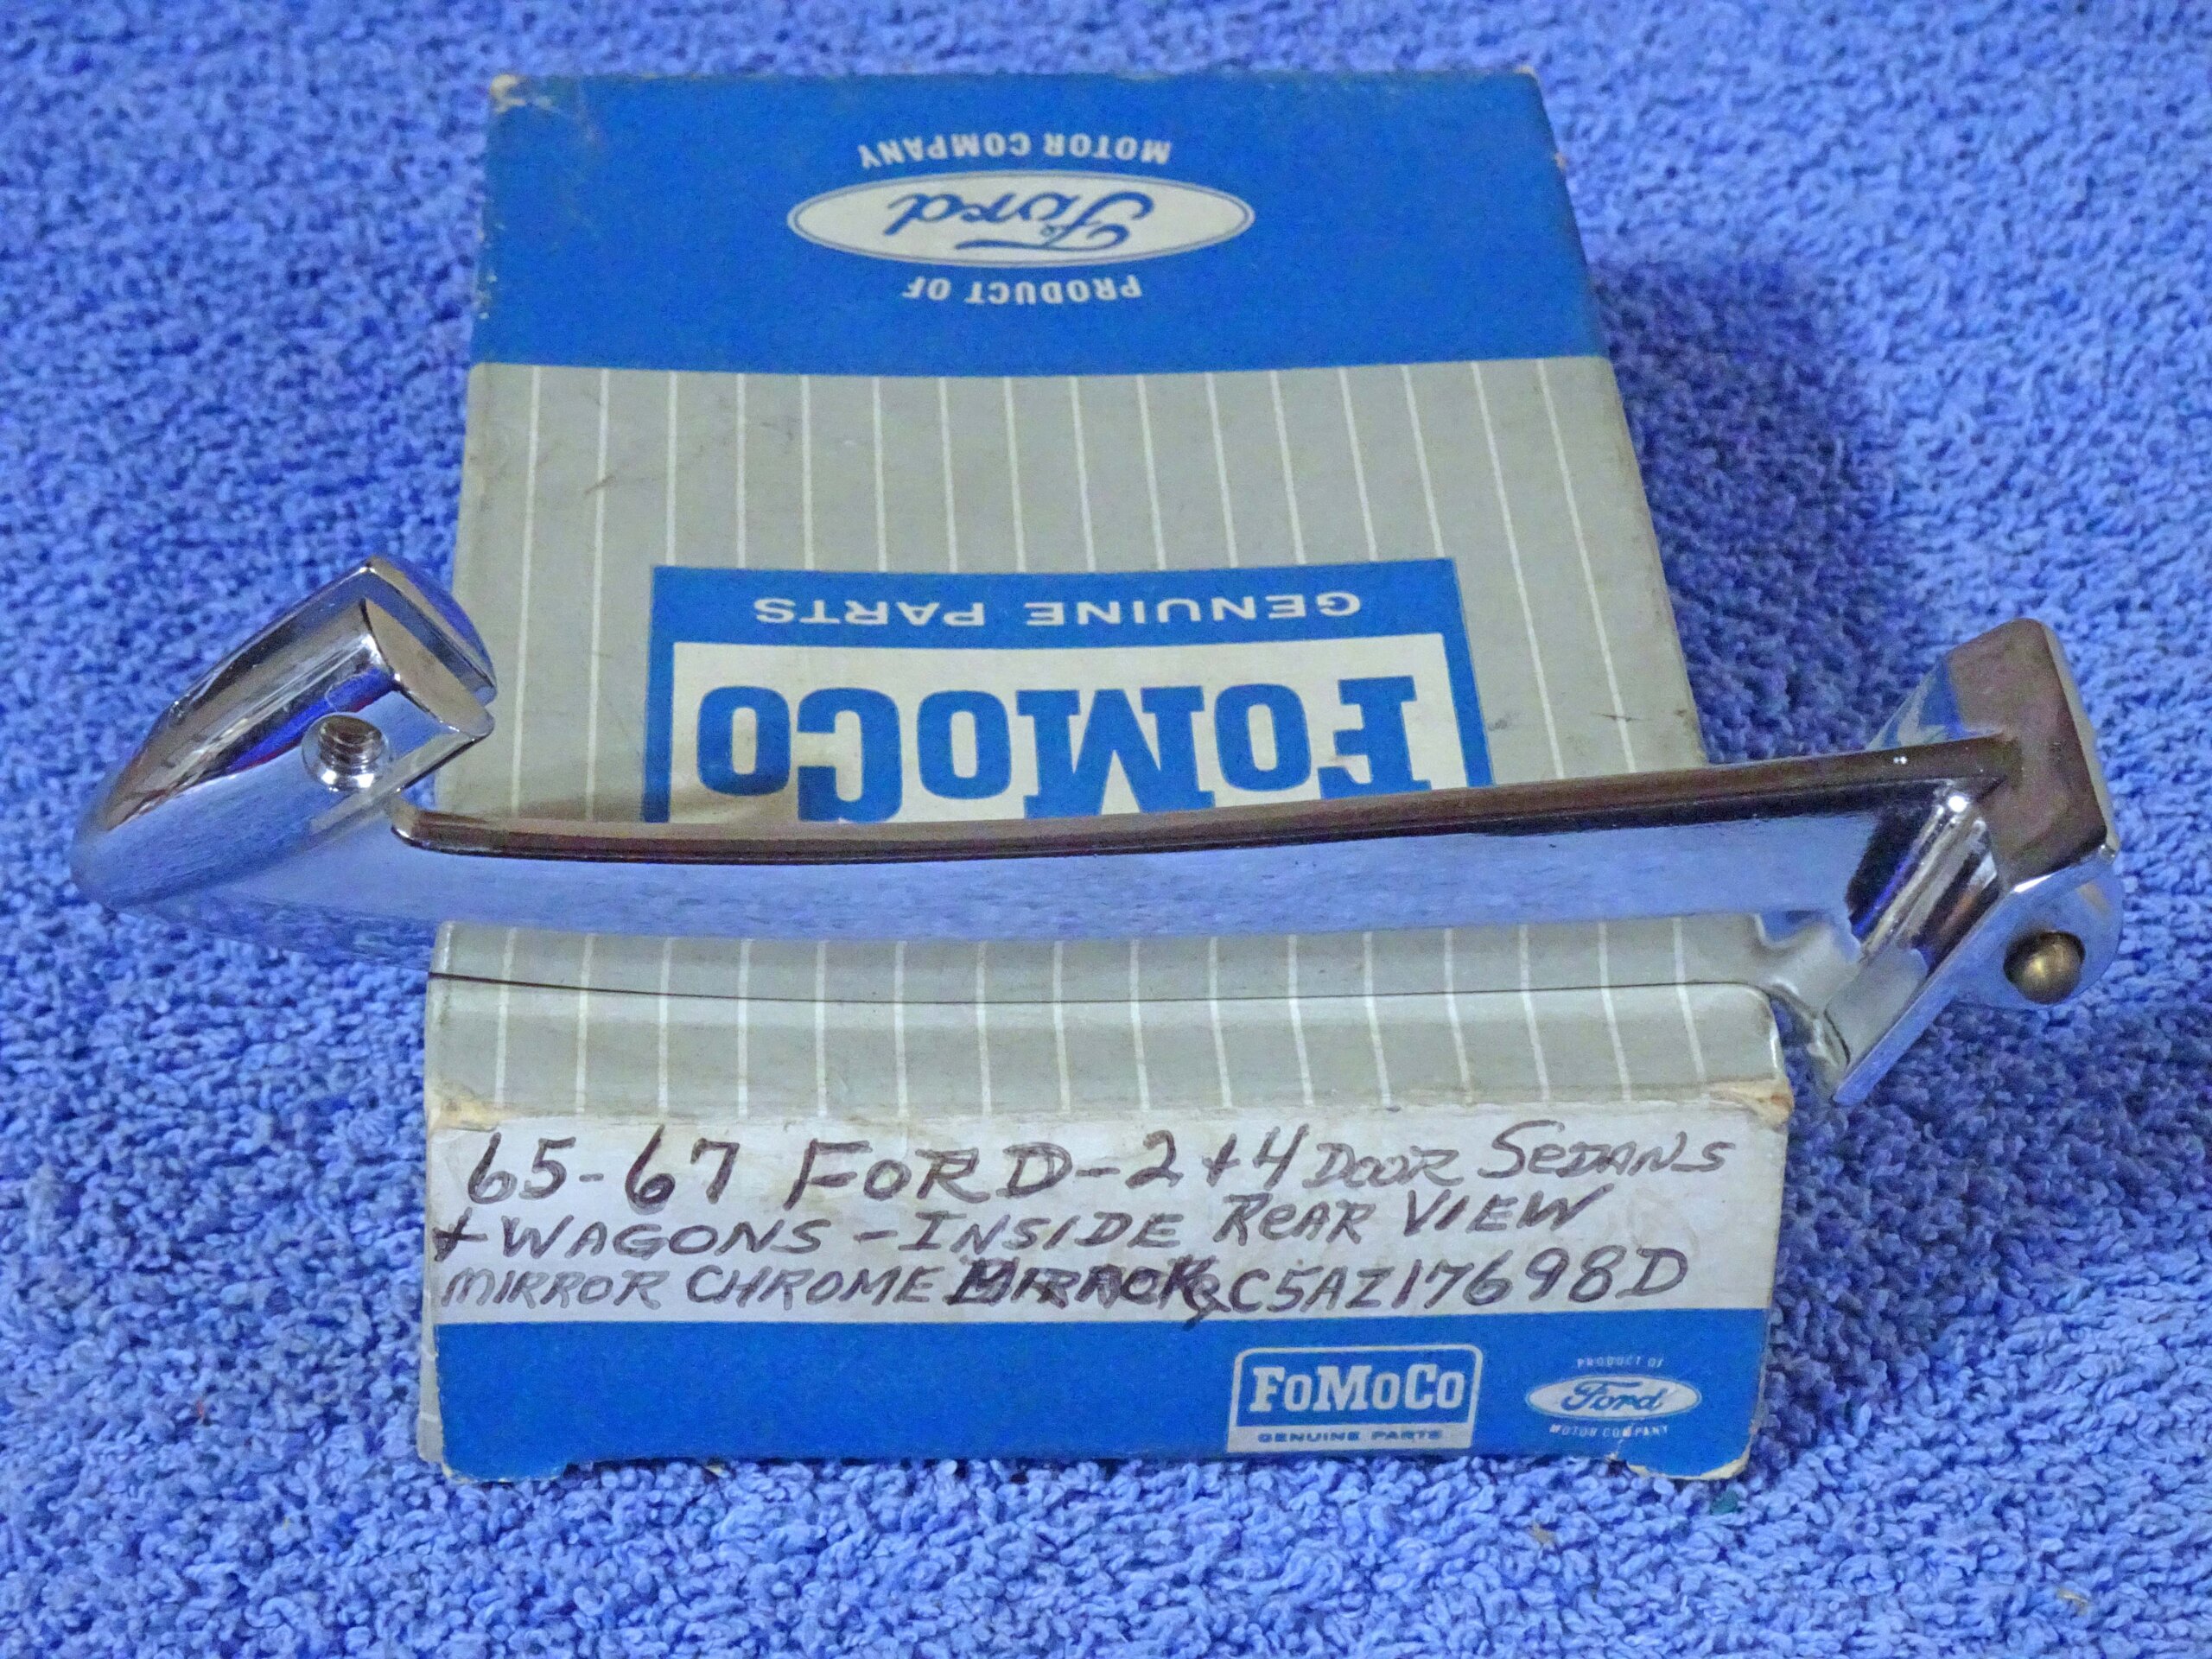 PRODUCT OF
Ford
MOTOR COMPANY
FoMoCo
GENUINE PARTS
65-67 FORD-2+4 DOOR SEDANS
+ WAGONS - INSIDE REAR VIEW
MIRROR CHROME C5AZ17698D
FoMoCo
GENUINE PARTS
PRODUCT OF
Ford
MOTOR COMPANY